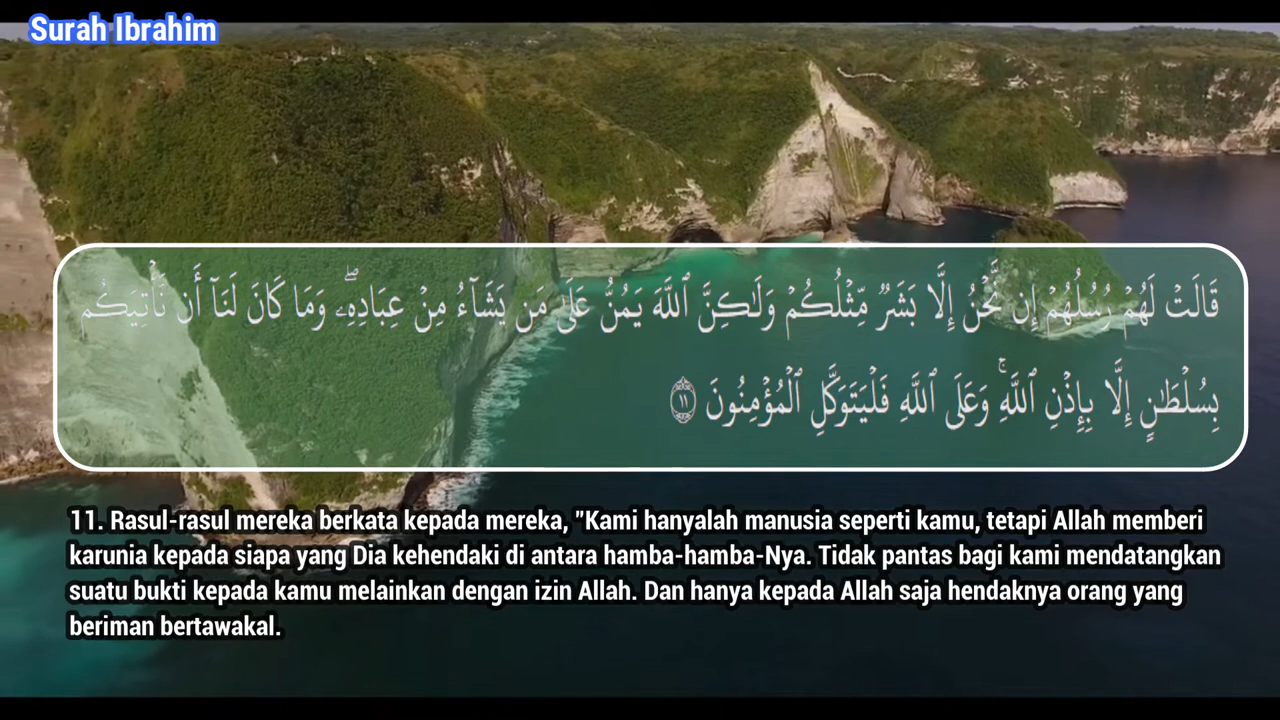 Surah Ibrahim
قَالَتْ لَهُمْ رُسُلُهُمْ إِن نَّحْنُ إِلَّا بَشَرٌ مِّثْلُكُمْ وَلَـٰكِنَّ ٱللَّهَ يَمُنُّ عَلَىٰ مَن يَشَآءُ مِنْ عِبَادِهِۦ ۖ وَمَا كَانَ لَنَآ أَن نَّأْتِيَكُم
بِسُلْطَـٰنٍ إِلَّا بِإِذْنِ ٱللَّهِ ۚ وَعَلَى ٱللَّهِ فَلْيَتَوَكَّلِ ٱلْمُؤْمِنُونَ ١١
11. Rasul-rasul mereka berkata kepada mereka, "Kami hanyalah manusia seperti kamu, tetapi Allah memberi
karunia kepada siapa yang Dia kehendaki di antara hamba-hamba-Nya. Tidak pantas bagi kami mendatangkan
suatu bukti kepada kamu melainkan dengan izin Allah. Dan hanya kepada Allah saja hendaknya orang yang
beriman bertawakal.